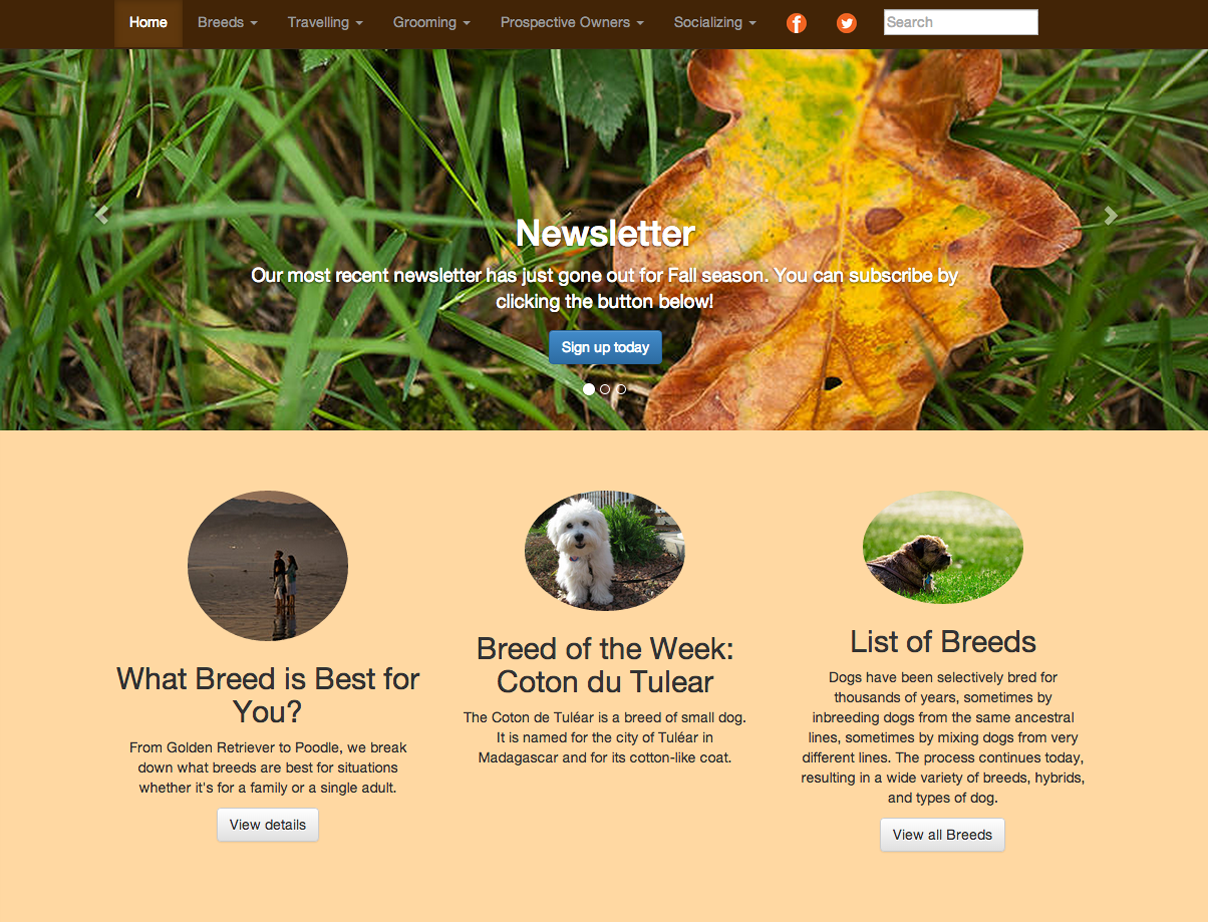 Home Breeds Travelling Grooming Prospective Owners Socializing Search
Newsletter
Our most recent newsletter has just gone out for Fall season. You can subscribe by
clicking the button below!
Sign up today
What Breed is Best for
You?
From Golden Retriever to Poodle, we break
down what breeds are best for situations
whether it's for a family or a single adult.
View details
Breed of the Week:
Coton du Tulear
The Coton de Tuléar is a breed of small dog.
It is named for the city of Tuléar in
Madagascar and for its cotton-like coat.
List of Breeds
Dogs have been selectively bred for
thousands of years, sometimes by
inbreeding dogs from the same ancestral
lines, sometimes by mixing dogs from very
different lines. The process continues today,
resulting in a wide variety of breeds, hybrids,
and types of dog.
View all Breeds